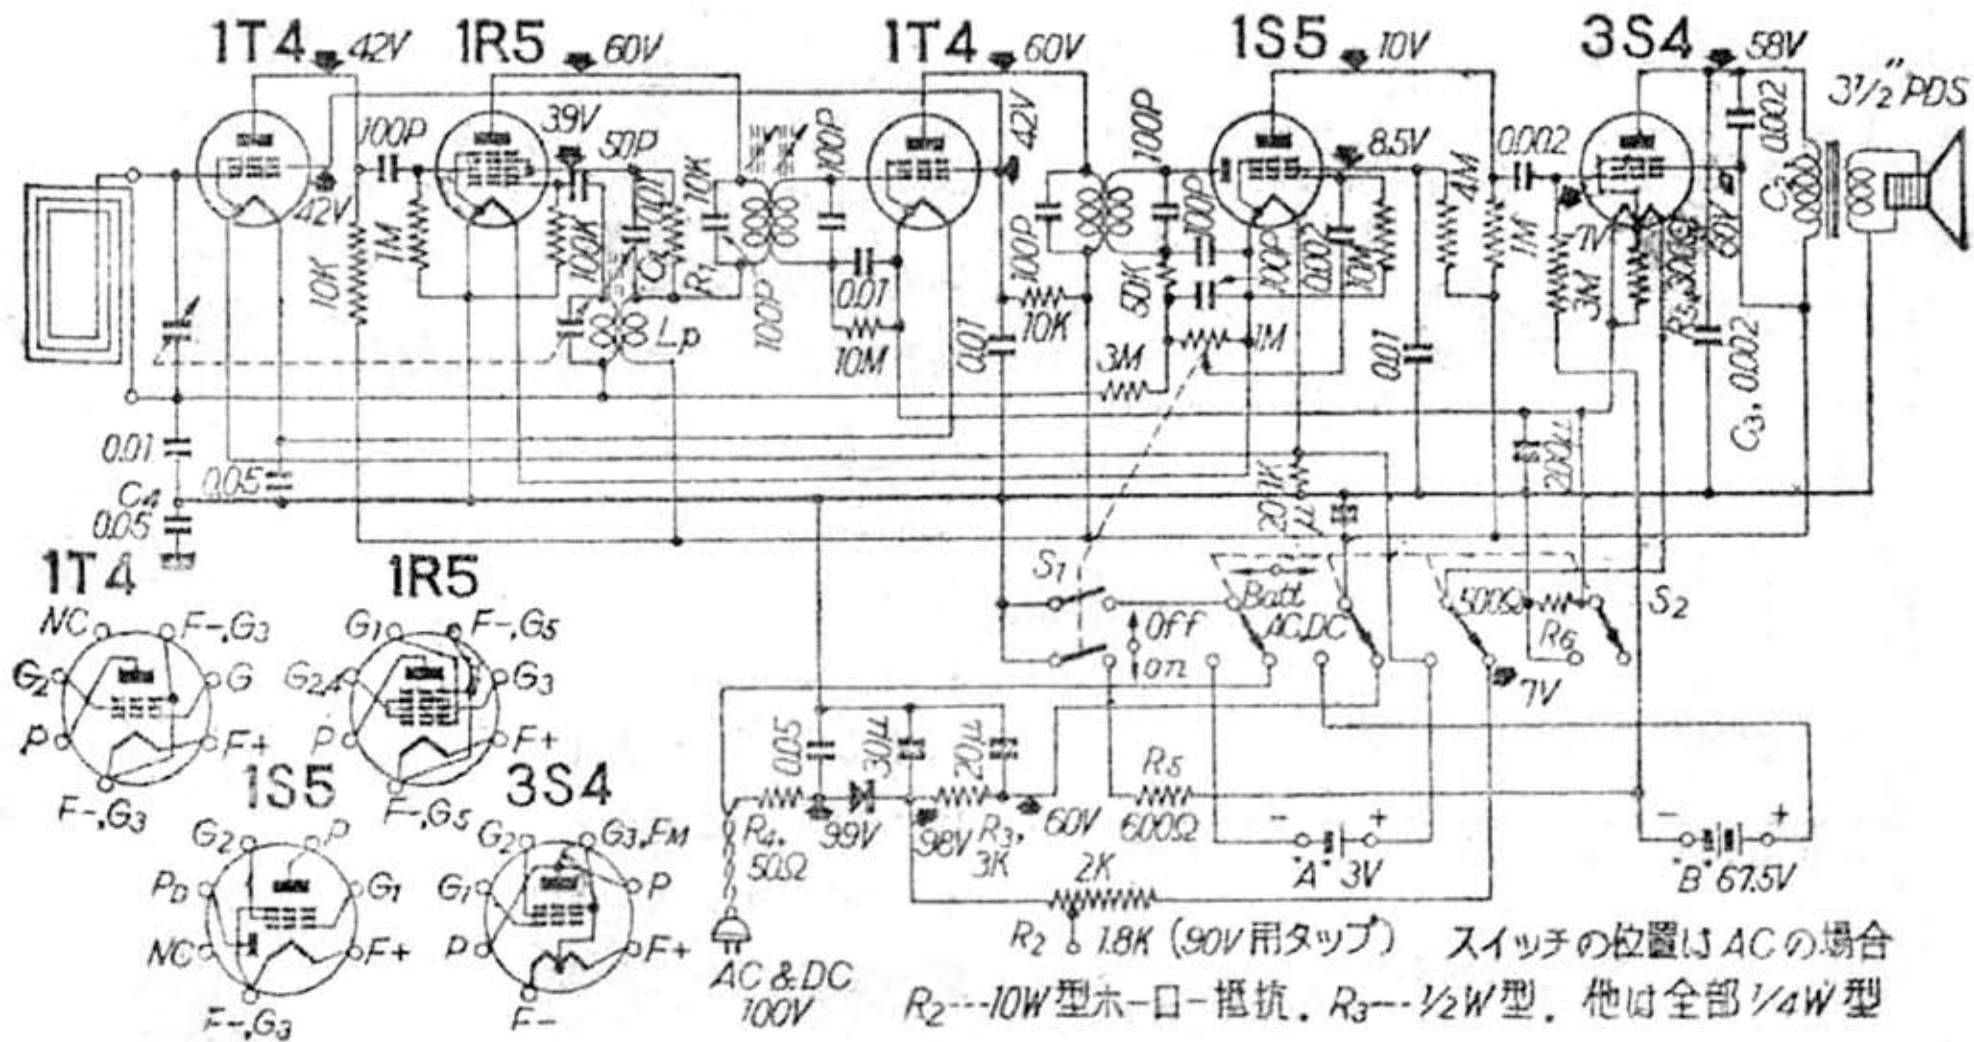 1T4
42V
1R5
60V
1T4
60V
1S5
10V
3S4
58V
3½" PDS
100P
39V
50P
0.01
10K
100P
42V
100P
8.5V
4M
0.002
0.002
42V
10K
1M
100K
C1
R1
100P
0.01
10M
0.01
100P
10K
50K
100P
100P
0.002
10M
0.01
1M
7V
3M
60V
C2
Lp
3M
1M
C3, 0.002
0.01
0.05
C4
0.05
200K
200μ
1T4
NC
F-,G3
G2
G
P
F+
F-,G3
1R5
G1
F-,G5
G2,4
G3
P
F+
F-,G5
1S5
G2
P
PD
G1
NC
F+
F-,G3
3S4
G2
G3,FM
G1
P
P
F+
F-
S1
Off
on
Batt
AC,DC
500Ω
R6
S2
7V
0.05
30μ
20μ
R4,
50Ω
99V
98V
R3,
3K
60V
R5
600Ω
- +
"A" 3V
- +
"B" 67.5V
2K
R2
1.8K (90V用タップ)
AC & DC
100V
スイッチの位置はACの場合
R2---10W型ホーロー抵抗. R3---1/2W型. 他は全部1/4W型